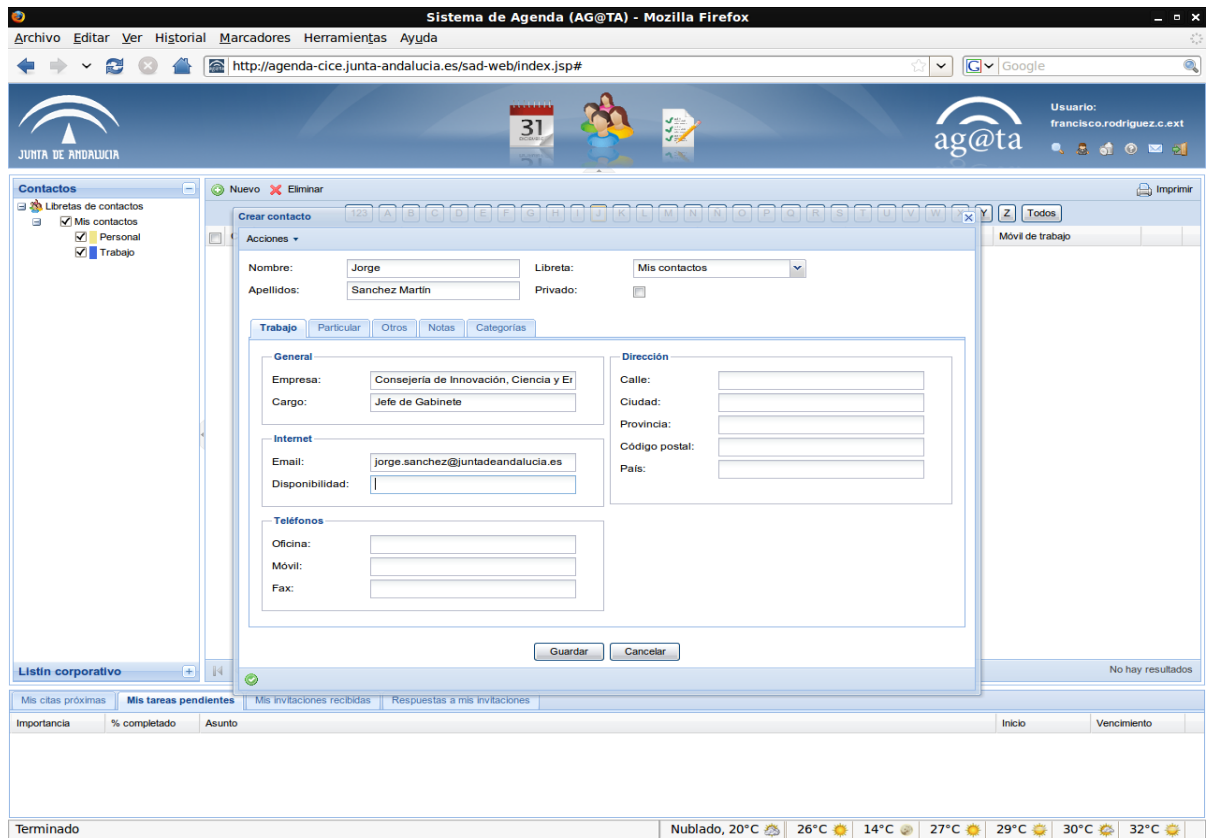 Sistema de Agenda (AG@TA) - Mozilla Firefox
Archivo Editar Ver Historial Marcadores Herramientas Ayuda
http://agenda-cice.junta-andalucia.es/sad-web/index.jsp#
Google
JUNTA DE ANDALUCIA
31
ag@ta
Usuario:
francisco.rodriguez.c.ext
Contactos
Nuevo Eliminar
Imprimir
Libretas de contactos
Mis contactos
Personal
Trabajo
123 A B C D E F G H I J K L M N Ñ O P Q R S T U V W X Y Z Todos
Crear contacto
Móvil de trabajo
Acciones
Nombre: Jorge
Libreta: Mis contactos
Apellidos: Sanchez Martín
Privado:
Trabajo Particular Otros Notas Categorías
General
Empresa: Consejería de Innovación, Ciencia y Er
Cargo: Jefe de Gabinete
Internet
Email: jorge.sanchez@juntadeandalucia.es
Disponibilidad:
Teléfonos
Oficina:
Móvil:
Fax:
Dirección
Calle:
Ciudad:
Provincia:
Código postal:
País:
Guardar Cancelar
Listín corporativo
No hay resultados
Mis citas próximas Mis tareas pendientes Mis invitaciones recibidas Respuestas a mis invitaciones
Importancia % completado Asunto Inicio Vencimiento
Terminado
Nublado, 20°C 26°C 14°C 27°C 29°C 30°C 32°C